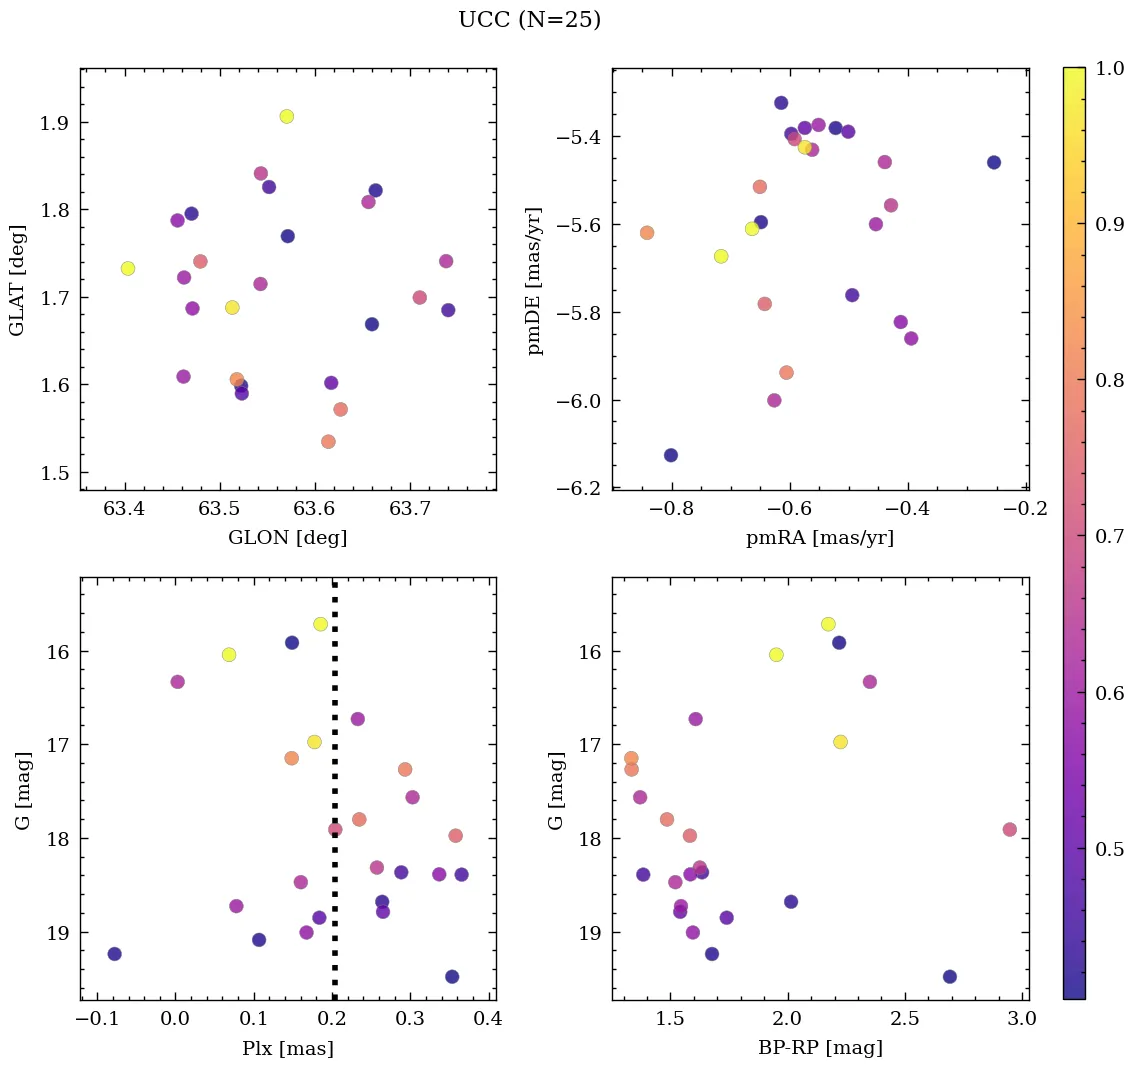 UCC (N=25)
1.9
1.8
1.7
1.6
1.5
GLAT [deg]
63.4 63.5 63.6 63.7
GLON [deg]
−5.4
−5.6
−5.8
−6.0
−6.2
pmDE [mas/yr]
−0.8 −0.6 −0.4 −0.2
pmRA [mas/yr]
16
17
18
19
G [mag]
−0.1 0.0 0.1 0.2 0.3 0.4
Plx [mas]
16
17
18
19
G [mag]
1.5 2.0 2.5 3.0
BP-RP [mag]
1.0
0.9
0.8
0.7
0.6
0.5